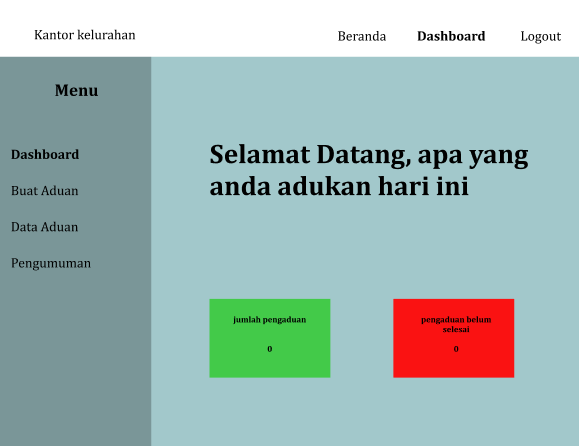 Kantor kelurahan
Beranda
Dashboard
Logout
Menu
Dashboard
Buat Aduan
Data Aduan
Pengumuman
Selamat Datang, apa yang
anda adukan hari ini
jumlah pengaduan
0
pengaduan belum
selesai
0